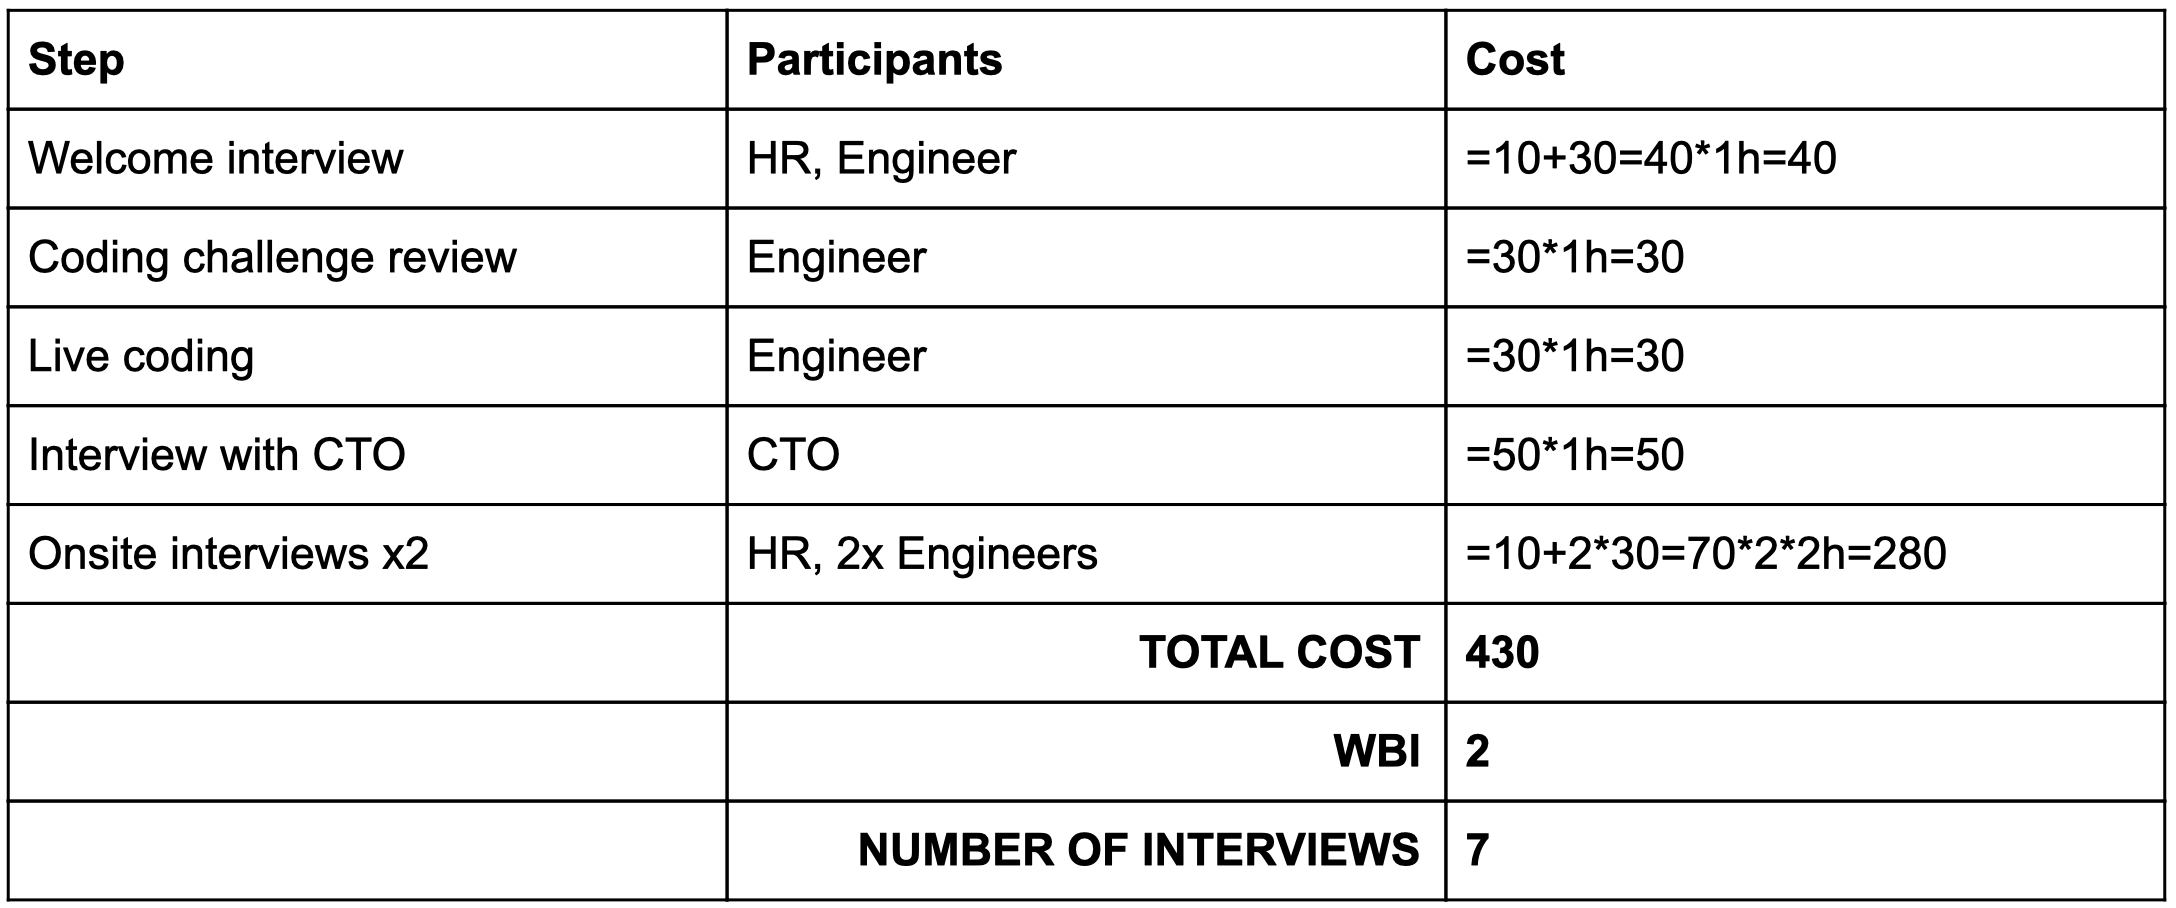 Step Participants Cost
Welcome interview HR, Engineer =10+30=40*1h=40
Coding challenge review Engineer =30*1h=30
Live coding Engineer =30*1h=30
Interview with CTO CTO =50*1h=50
Onsite interviews x2 HR, 2x Engineers =10+2*30=70*2*2h=280
TOTAL COST 430
WBI 2
NUMBER OF INTERVIEWS 7